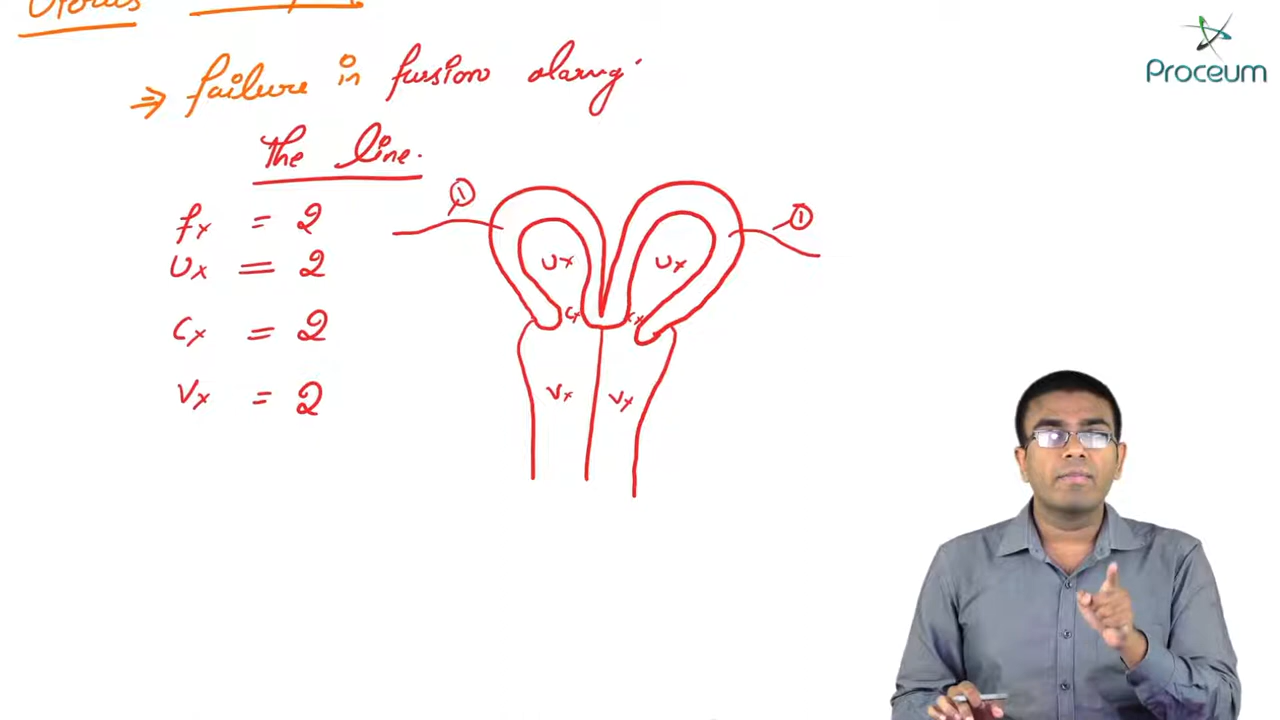 Uterus
⇒ failure in fusion along
Proceum
The line.
fx = 2
Ux = 2
Cx = 2
Vx = 2
1
1
Ux
Ux
Cx
Cx
Vx
Vx